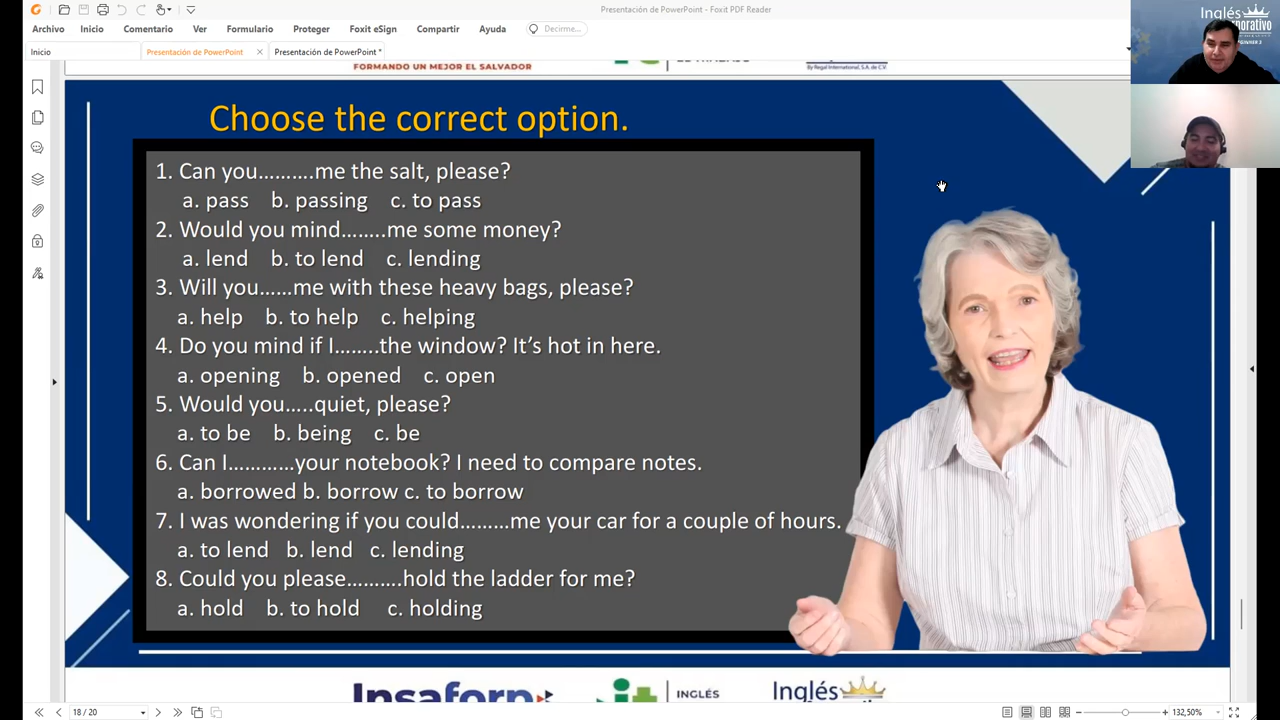 Presentación de PowerPoint - Foxit PDF Reader
Archivo Inicio Comentario Ver Formulario Proteger Foxit eSign Compartir Ayuda Decirme...
Inicio Presentación de PowerPoint × Presentación de PowerPoint *
Inglés
FORMANDO UN MEJOR EL SALVADOR
By Regal International, S.A. de C.V.
Choose the correct option.
1. Can you……….me the salt, please?
a. pass b. passing c. to pass
2. Would you mind……..me some money?
a. lend b. to lend c. lending
3. Will you……me with these heavy bags, please?
a. help b. to help c. helping
4. Do you mind if I……..the window? It’s hot in here.
a. opening b. opened c. open
5. Would you…..quiet, please?
a. to be b. being c. be
6. Can I…………your notebook? I need to compare notes.
a. borrowed b. borrow c. to borrow
7. I was wondering if you could………me your car for a couple of hours.
a. to lend b. lend c. lending
8. Could you please……….hold the ladder for me?
a. hold b. to hold c. holding
Insaforp INGLÉS Inglés
18 / 20 132,50%